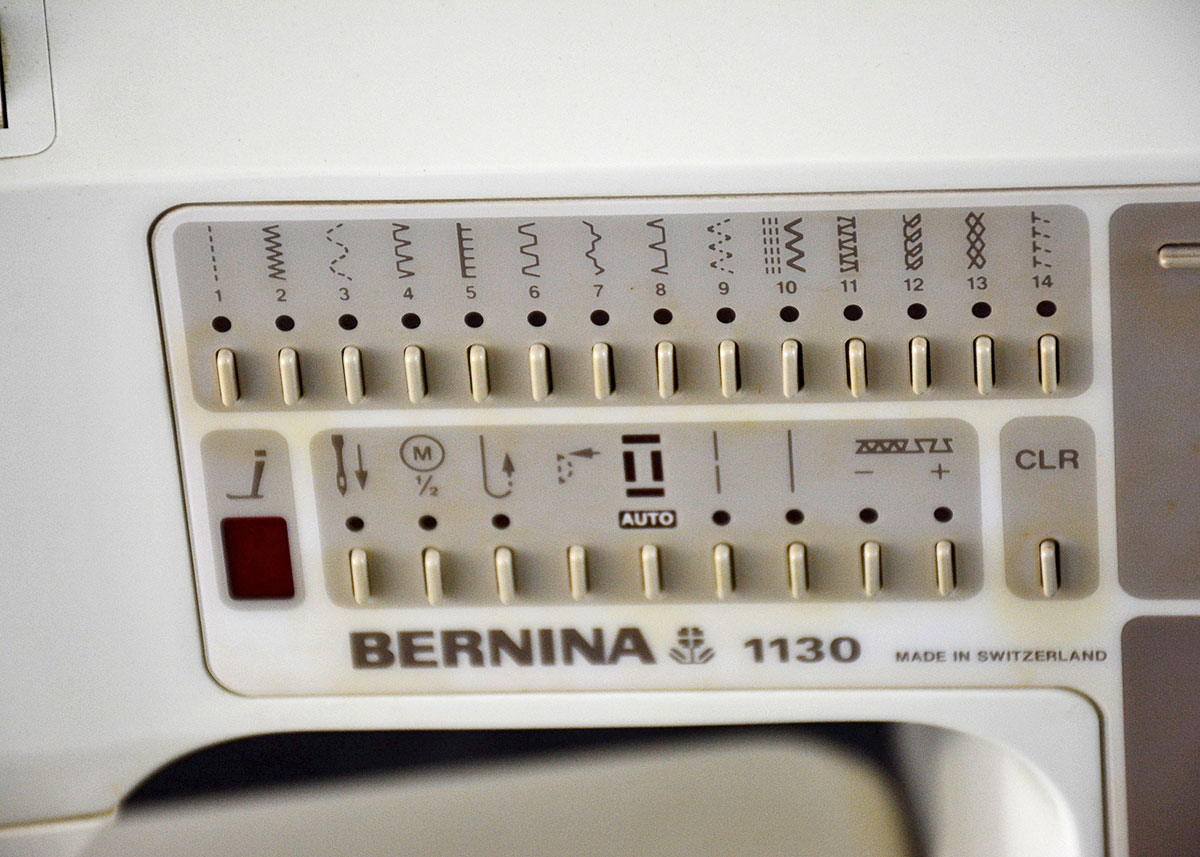 1 2 3 4 5 6 7 8 9 10 11 12 13 14
M
1/2
- +
CLR
AUTO
BERNINA 1130 MADE IN SWITZERLAND